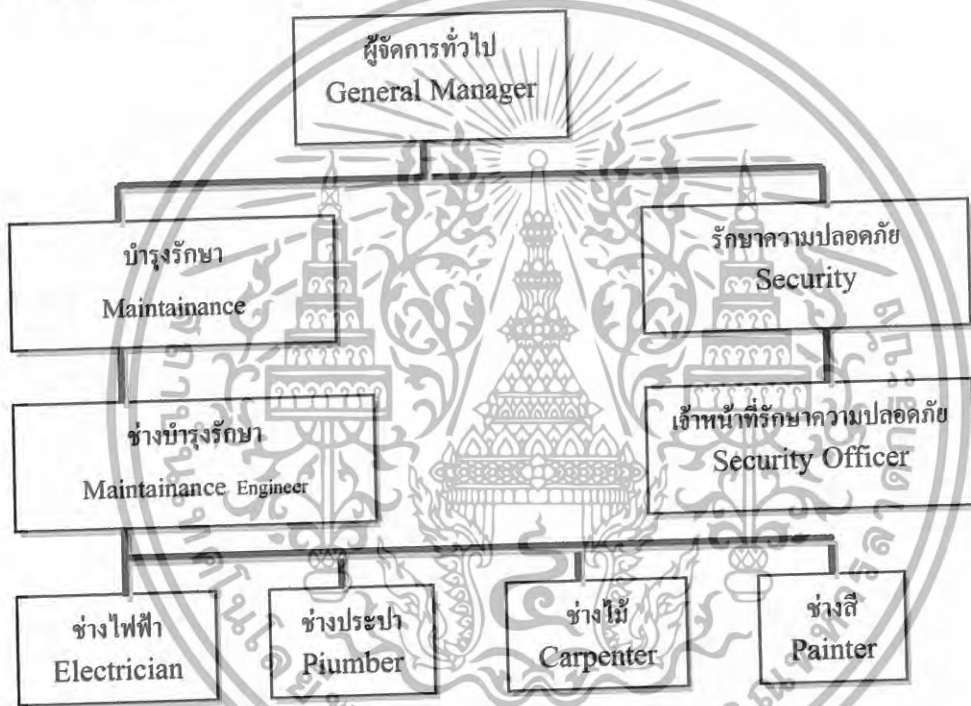 ผู้จัดการทั่วไป
General Manager
บำรุงรักษา
Maintainance
รักษาความปลอดภัย
Security
ช่างบำรุงรักษา
Maintainance Engineer
เจ้าหน้าที่รักษาความปลอดภัย
Security Officer
ช่างไฟฟ้า
Electrician
ช่างประปา
Piumber
ช่างไม้
Carpenter
ช่างสี
Painter